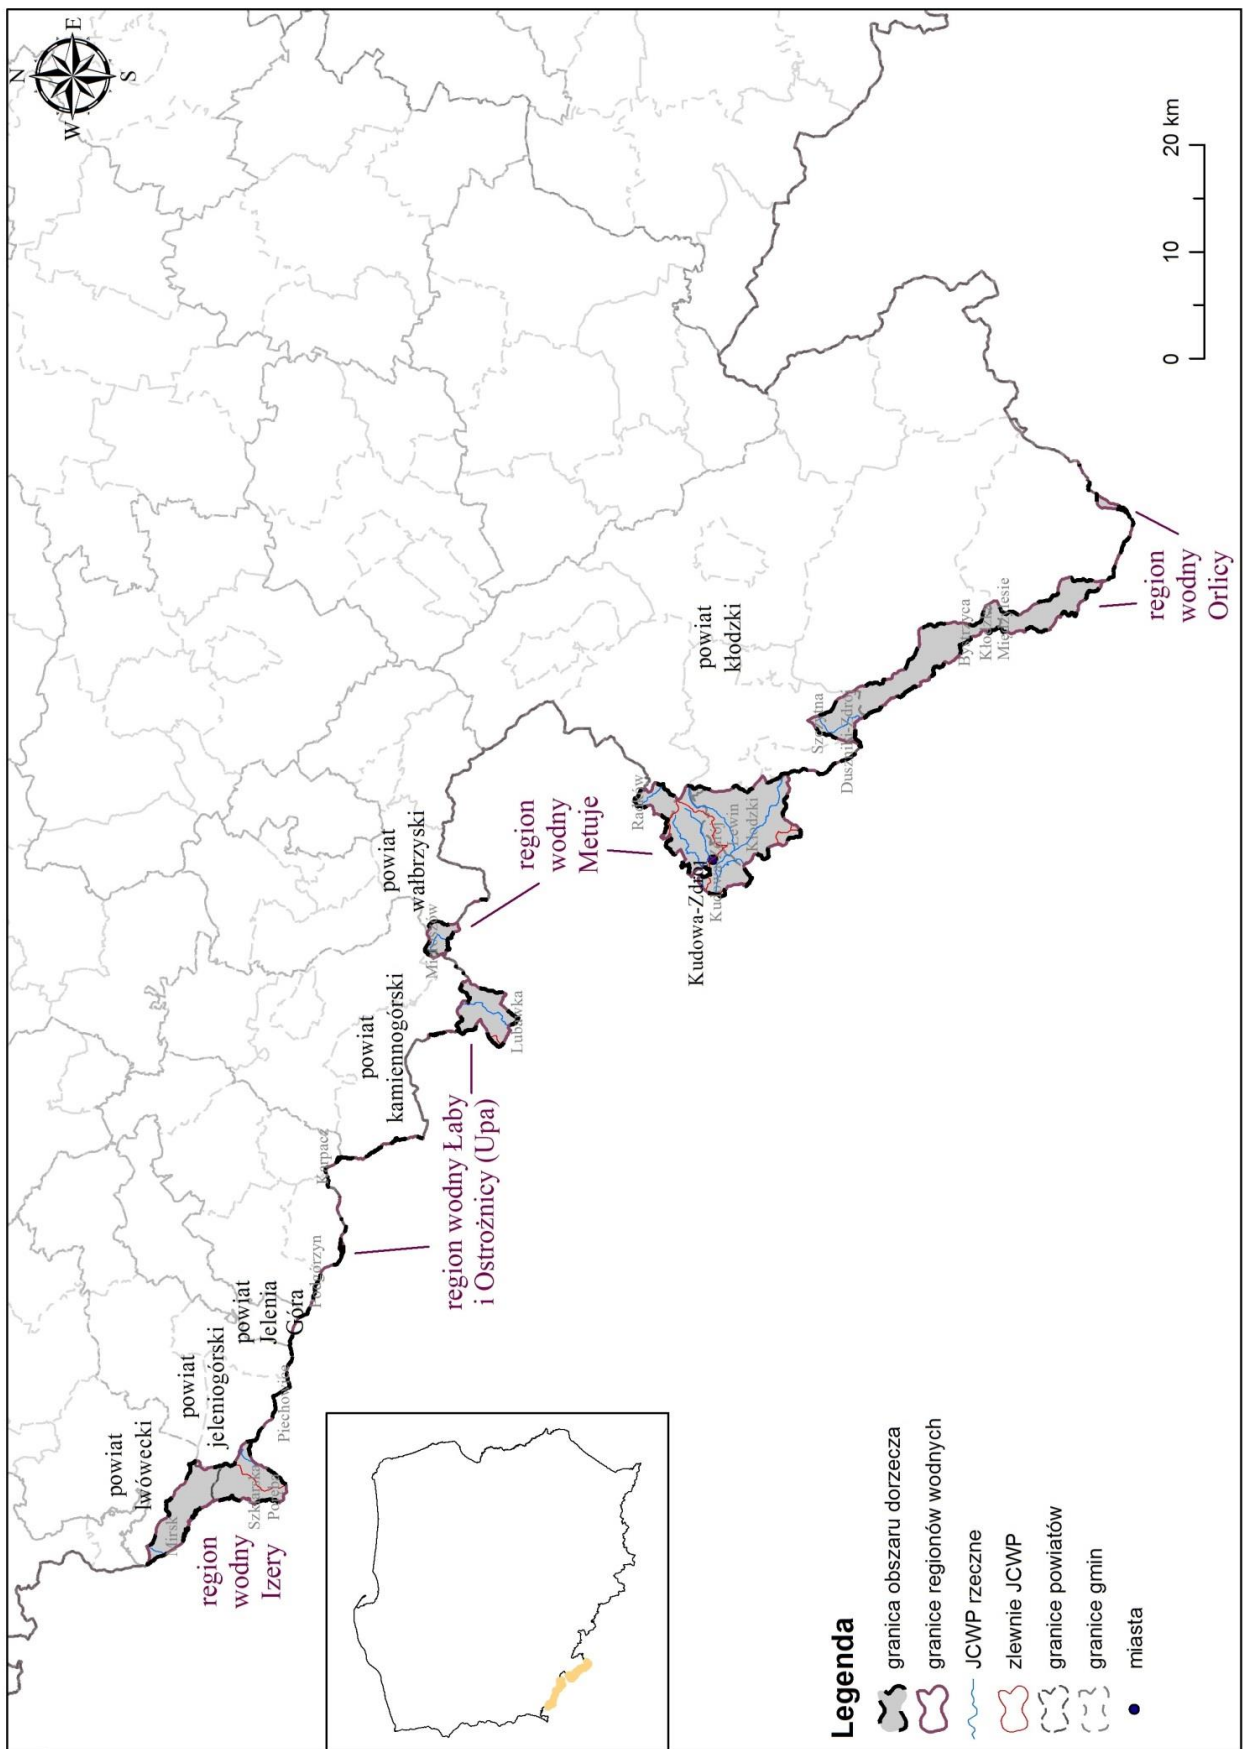 N
E
S
W
powiat
lwówecki
powiat
jeleniogórski
powiat
Jelenia
Góra
Mirsk
Szklarska
Poręba
Piechowice
Podgórzyn
Karpacz
region
wodny
Izery
region wodny Łaby
i Ostrożnicy (Upa)
powiat
kamiennogórski
Lubawka
powiat
wałbrzyski
Mieroszów
region
wodny
Metuje
Radków
Kudowa-Zdrój
Kudowa-Zdrój
Lewin
Kłodzki
powiat
kłodzki
Szczytna
Duszniki-Zdrój
Bystrzyca
Kłodzka
Międzylesie
region
wodny
Orlicy
0
10
20 km
Legenda
granica obszaru dorzecza
granice regionów wodnych
JCWP rzeczne
zlewnie JCWP
granice powiatów
granice gmin
miasta